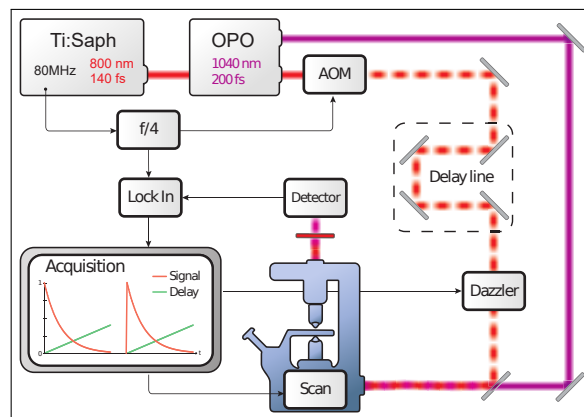 Ti:Saph
80MHz
800 nm
140 fs
OPO
1040 nm
200 fs
AOM
f/4
Delay line
Lock In
Detector
Acquisition
Signal
Delay
1
0
t
Dazzler
Scan